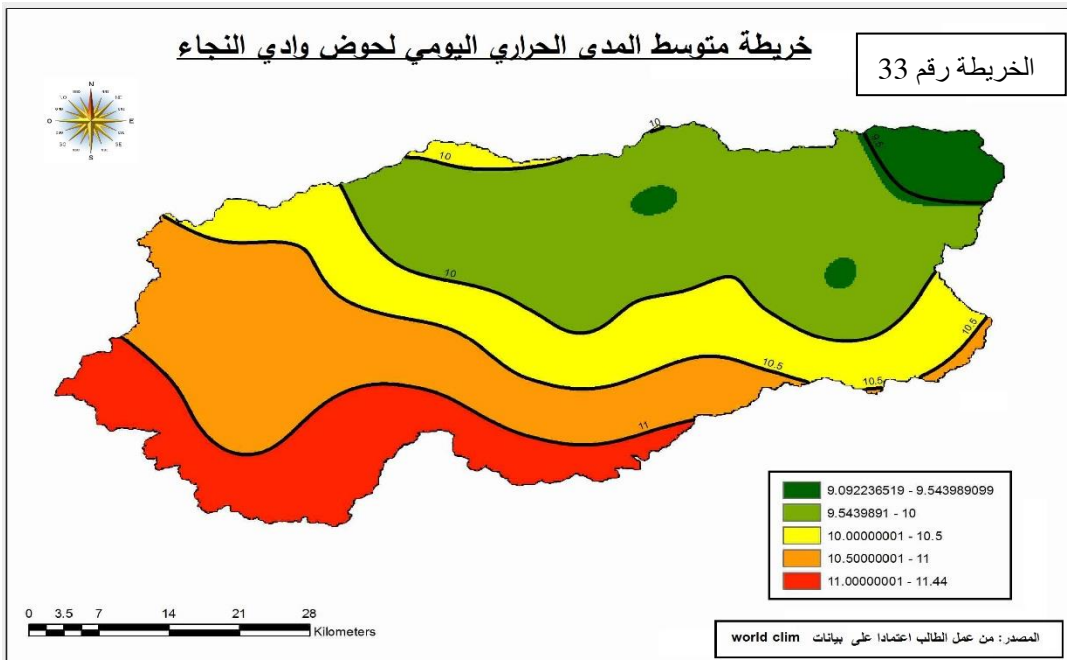 خريطة متوسط المدى الحراري اليومي لحوض وادي النجاء
الخريطة رقم 33
N
O
E
S
10
10
9.5
10
10.5
10.5
10.5
11
9.092236519 - 9.543989099
9.5439891 - 10
10.00000001 - 10.5
10.50000001 - 11
11.00000001 - 11.44
0 3.5 7 14 21 28
Kilometers
المصدر: من عمل الطالب اعتمادا على بيانات world clim